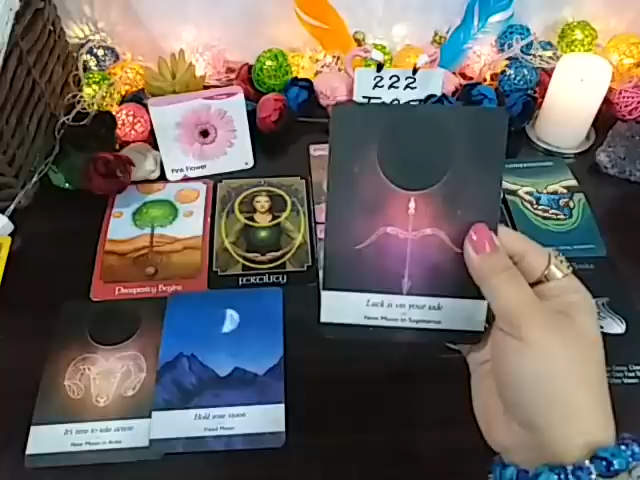 222
Pink Flower
Prosperity Begins
FERTILITY
Luck is on your side
New Moon in Sagittarius
It's time to take action
New Moon in Aries
Hold your vision
Fixed Moon